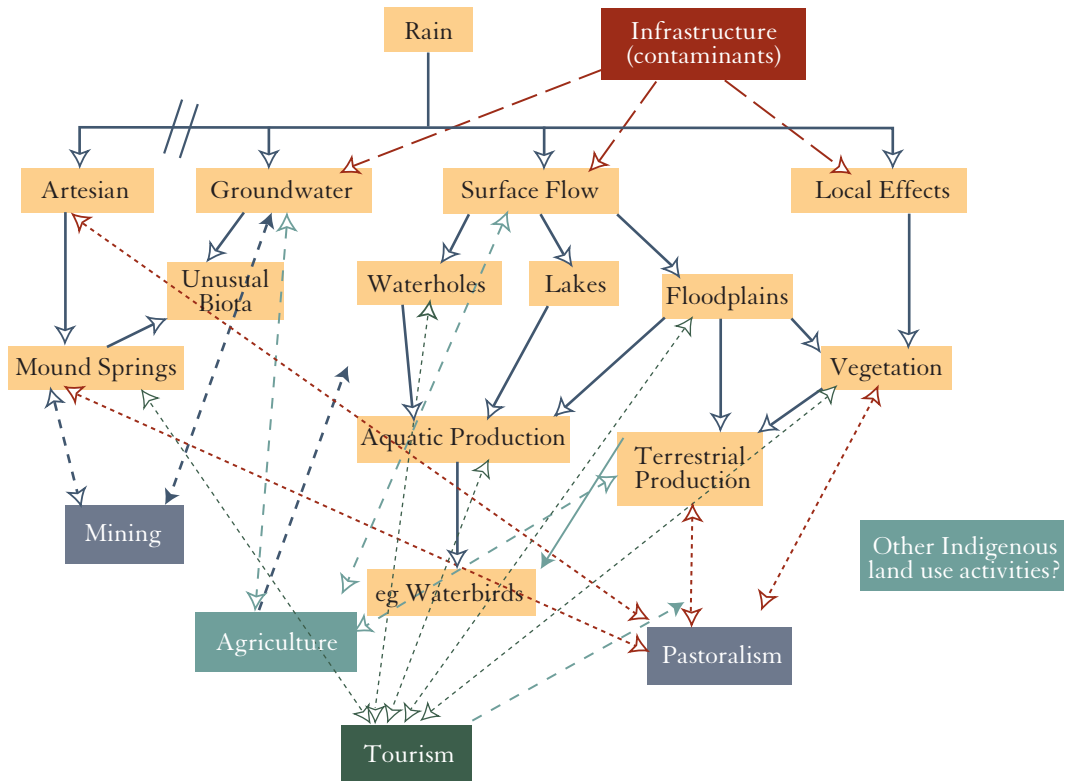 Rain
Infrastructure
(contaminants)
Artesian
Groundwater
Surface Flow
Local Effects
Unusual
Biota
Waterholes
Lakes
Floodplains
Mound Springs
Vegetation
Aquatic Production
Terrestrial
Production
Mining
Other Indigenous
land use activities?
eg Waterbirds
Agriculture
Pastoralism
Tourism